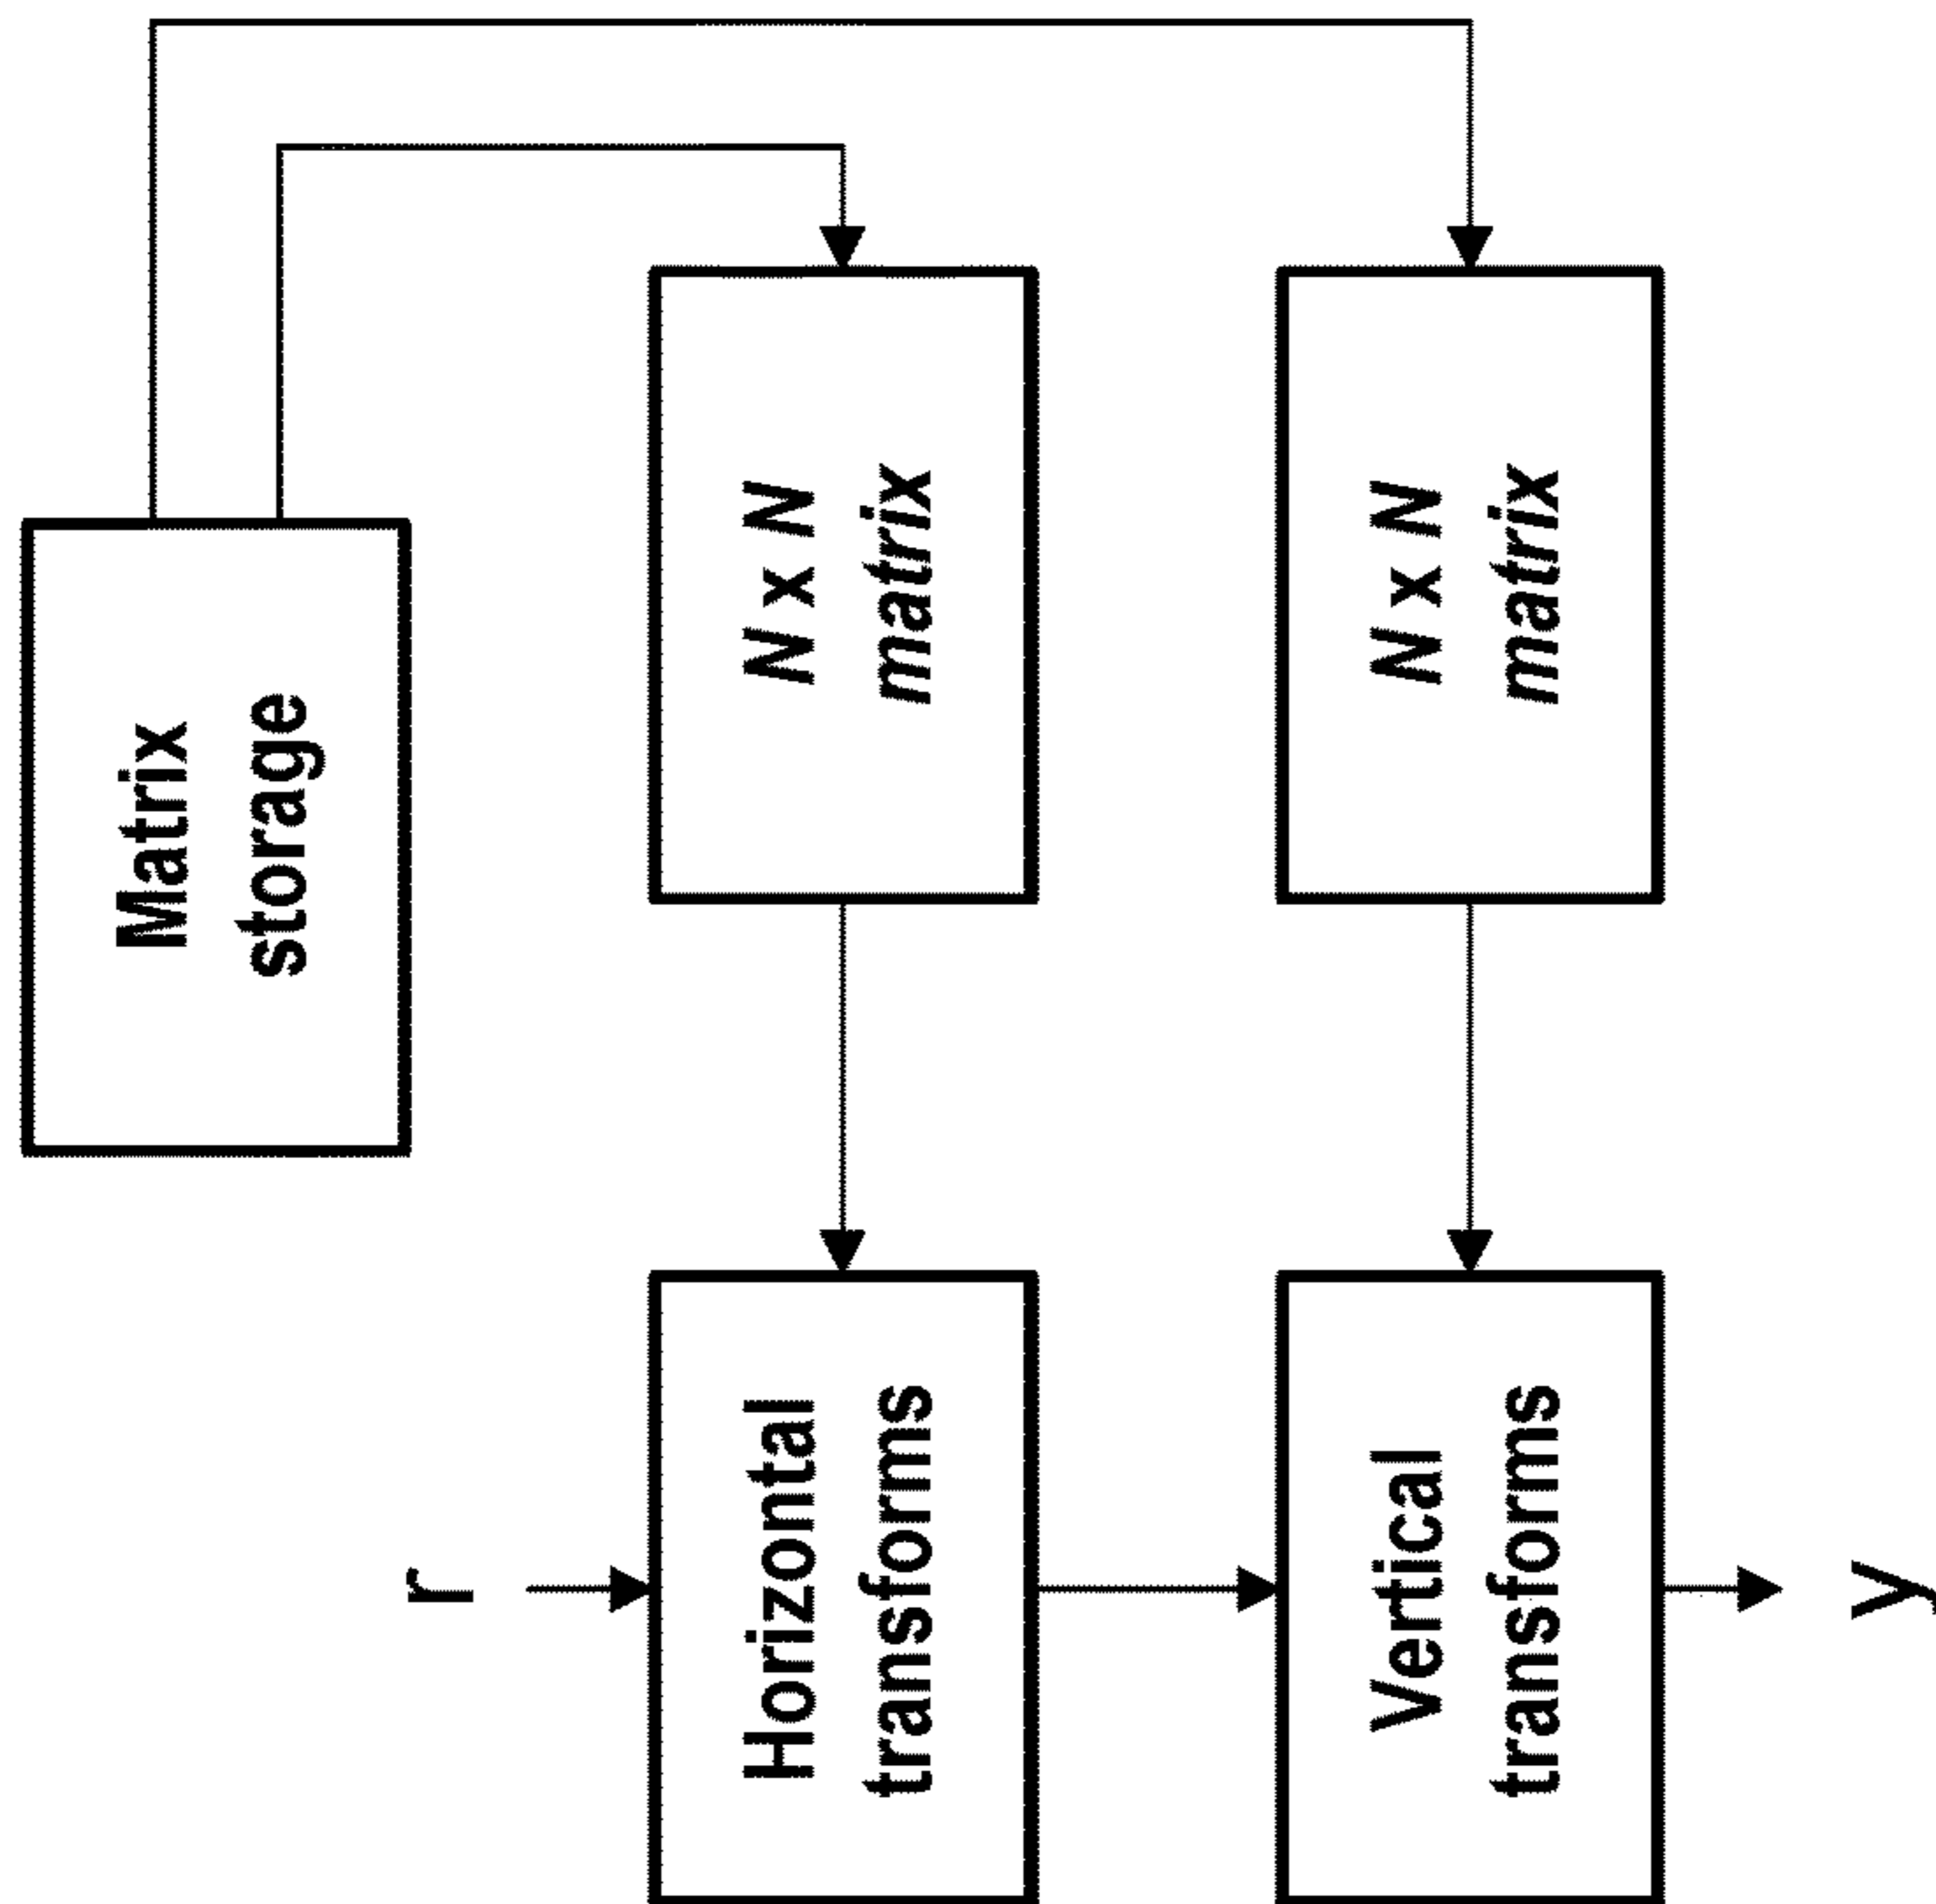 Matrix
storage
r
Horizontal
transforms
N x N
matrix
Vertical
transforms
N x N
matrix
y